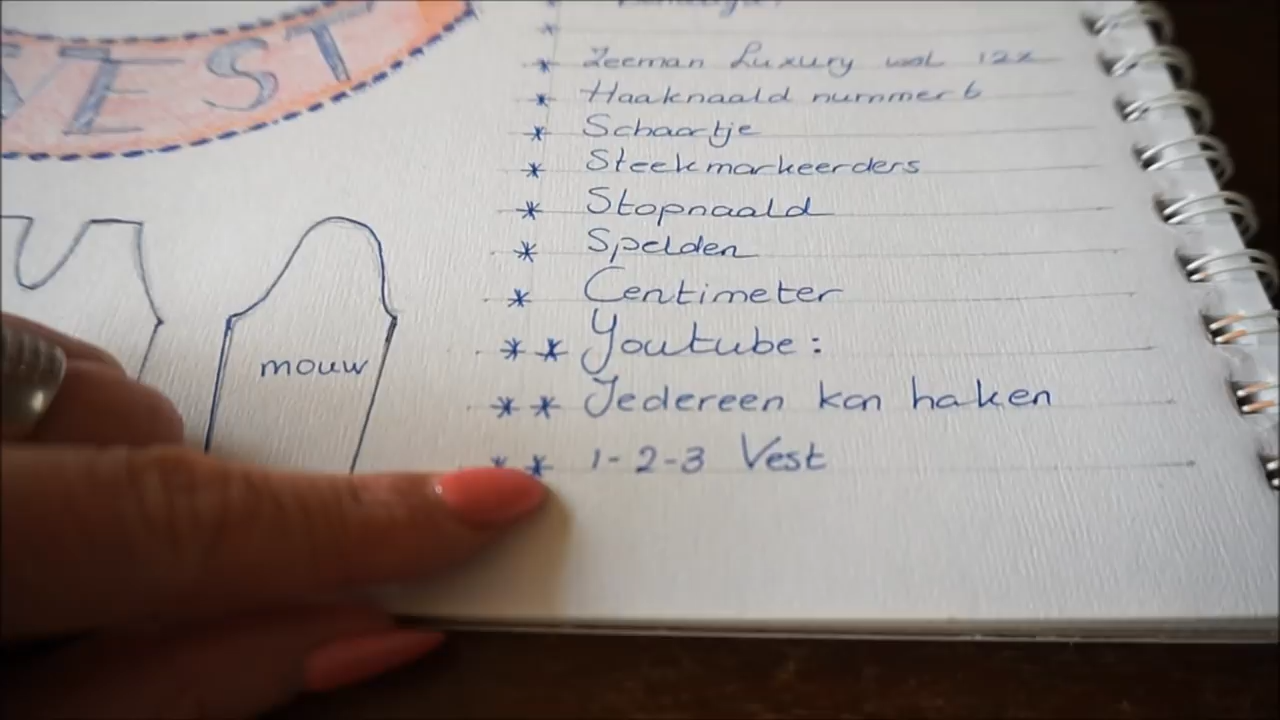 VEST
* Zeeman Luxury wol 12x
* Haaknaald nummer 6
* Schaartje
* Steekmarkeerders
* Stopnaald
* Spelden
* Centimeter
** Youtube:
** Iedereen kan haken
** 1-2-3 Vest
mouw